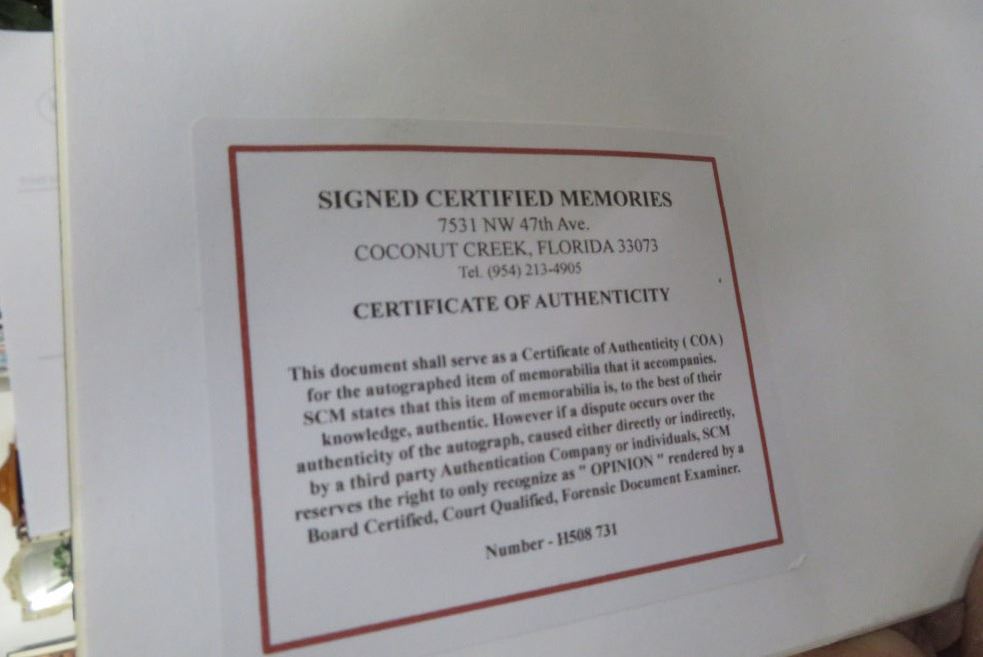 SIGNED CERTIFIED MEMORIES
7531 NW 47th Ave.
COCONUT CREEK, FLORIDA 33073
Tel. (954) 213-4905
CERTIFICATE OF AUTHENTICITY
This document shall serve as a Certificate of Authenticity ( COA )
for the autographed item of memorabilia that it accompanies.
SCM states that this item of memorabilia is, to the best of their
knowledge, authentic. However if a dispute occurs over the
authenticity of the autograph, caused either directly or indirectly,
by a third party Authentication Company or individuals, SCM
reserves the right to only recognize as " OPINION " rendered by a
Board Certified, Court Qualified, Forensic Document Examiner.
Number - H508 731